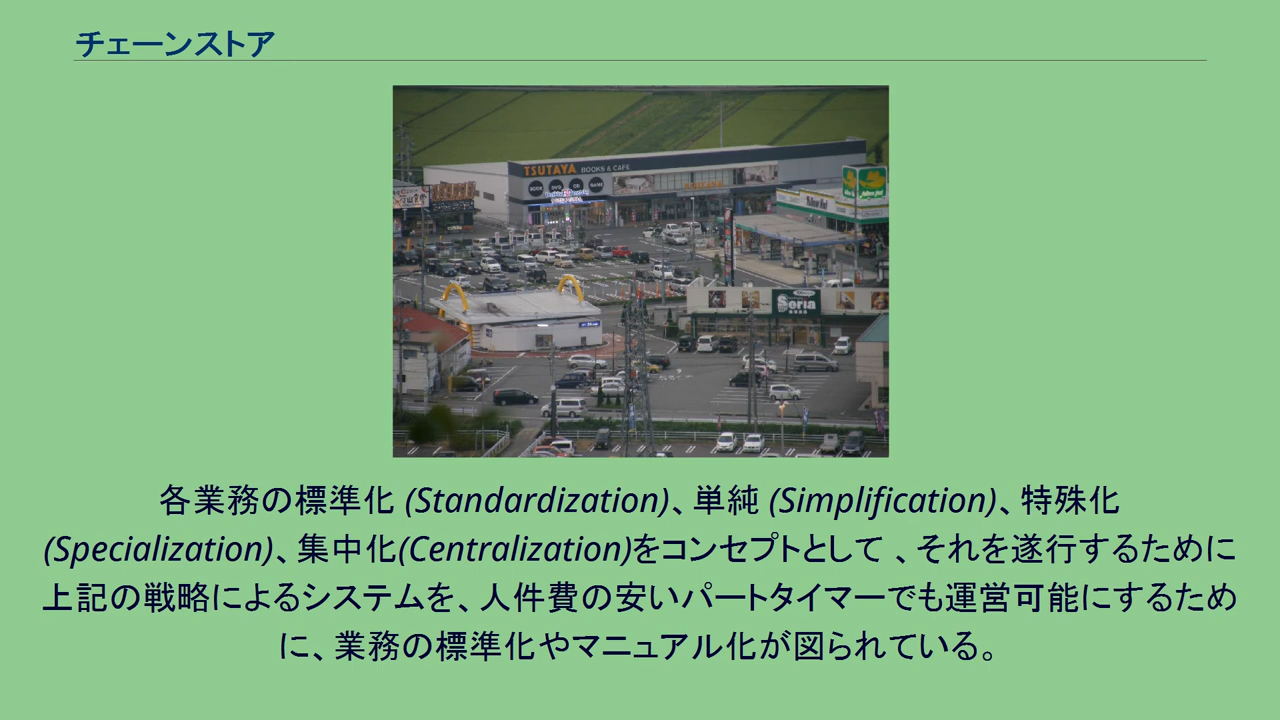 チェーンストア
TSUTAYA BOOKS & CAFE
BOOK DVD CD GAME
Soria
各業務の標準化 (Standardization)、単純 (Simplification)、特殊化
(Specialization)、集中化(Centralization)をコンセプトとして 、それを遂行するために
上記の戦略によるシステムを、人件費の安いパートタイマーでも運営可能にするため
に、業務の標準化やマニュアル化が図られている。